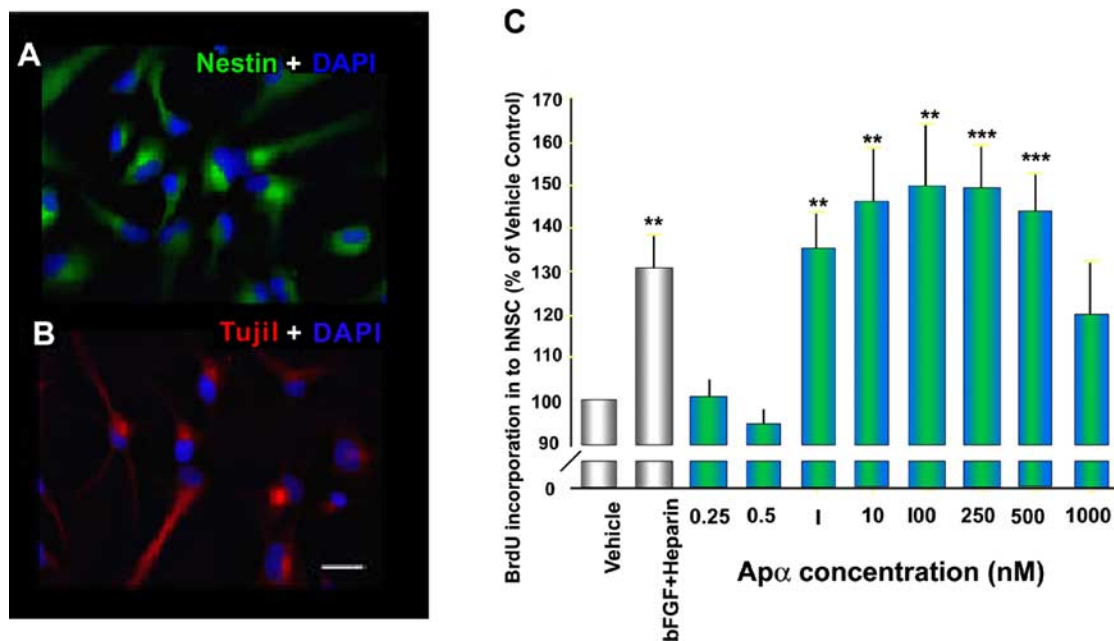 A
Nestin + DAPI
B
Tujil + DAPI
C
BrdU incorporation in to hNSC (% of Vehicle Control)
170
160
150
140
130
120
110
100
90
0
**
**
**
**
***
***
Vehicle
bFGF+Heparin
0.25
0.5
I
10
I00
250
500
1000
Apα concentration (nM)